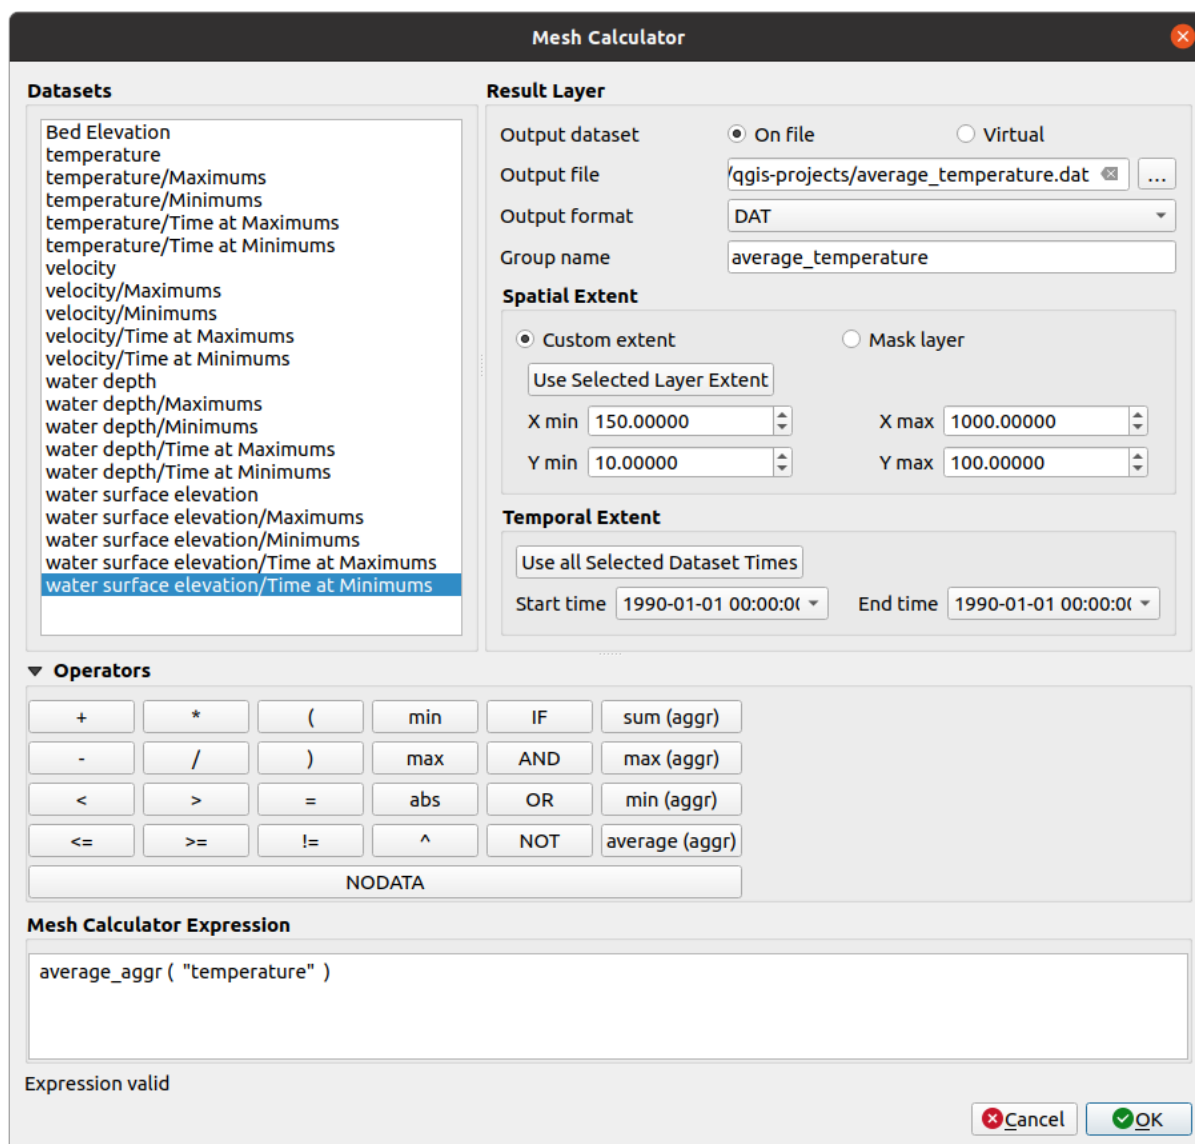 Mesh Calculator
Datasets
Bed Elevation
temperature
temperature/Maximums
temperature/Minimums
temperature/Time at Maximums
temperature/Time at Minimums
velocity
velocity/Maximums
velocity/Minimums
velocity/Time at Maximums
velocity/Time at Minimums
water depth
water depth/Maximums
water depth/Minimums
water depth/Time at Maximums
water depth/Time at Minimums
water surface elevation
water surface elevation/Maximums
water surface elevation/Minimums
water surface elevation/Time at Maximums
water surface elevation/Time at Minimums
Result Layer
Output dataset On file Virtual
Output file /qgis-projects/average_temperature.dat ...
Output format DAT
Group name average_temperature
Spatial Extent
Custom extent Mask layer
Use Selected Layer Extent
X min 150.00000 X max 1000.00000
Y min 10.00000 Y max 100.00000
Temporal Extent
Use all Selected Dataset Times
Start time 1990-01-01 00:00:0( End time 1990-01-01 00:00:0(
Operators
+ * ( min IF sum (aggr)
- / ) max AND max (aggr)
< > = abs OR min (aggr)
<= >= != ^ NOT average (aggr)
NODATA
Mesh Calculator Expression
average_aggr ( "temperature" )
Expression valid
Cancel OK